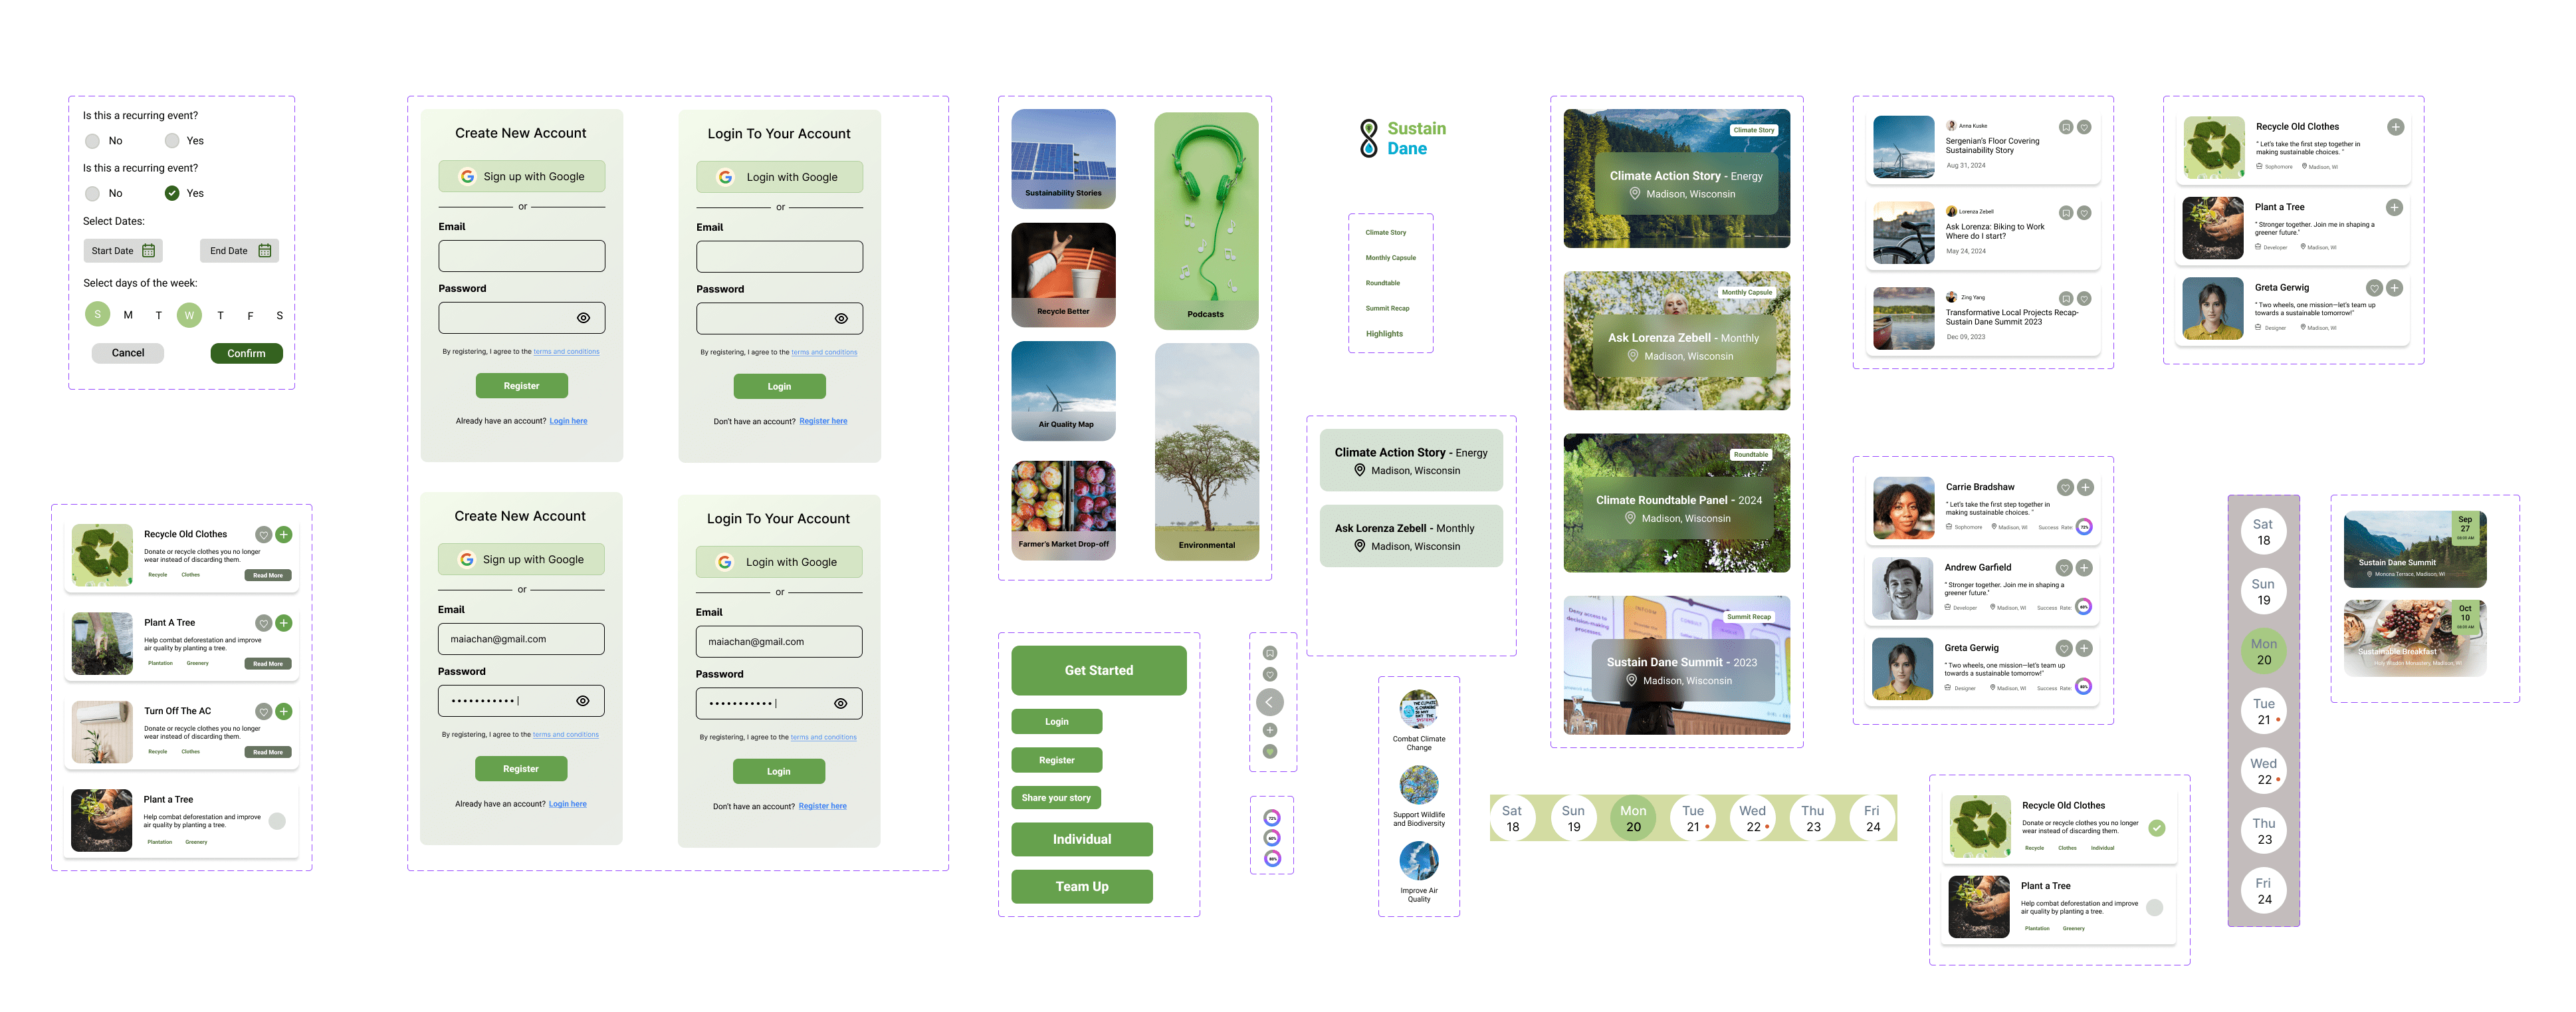 Is this a recurring event?
No
Yes
Is this a recurring event?
No
Yes
Select Dates:
Start Date
End Date
Select days of the week:
S M T W T F S
Cancel
Confirm
Recycle Old Clothes
Donate or recycle clothes you no longer
wear instead of discarding them.
Recycle
Clothes
Read More
Plant A Tree
Help combat deforestation and improve
air quality by planting a tree.
Plantation
Greenery
Read More
Turn Off The AC
Donate or recycle clothes you no longer
wear instead of discarding them.
Recycle
Clothes
Read More
Plant a Tree
Help combat deforestation and improve
air quality by planting a tree.
Plantation
Greenery
Create New Account
Sign up with Google
or
Email
Password
By registering, I agree to the terms and conditions
Register
Already have an account? Login here
Login To Your Account
Login with Google
or
Email
Password
By registering, I agree to the terms and conditions
Login
Don't have an account? Register here
Create New Account
Sign up with Google
or
Email
maiachan@gmail.com
Password
By registering, I agree to the terms and conditions
Register
Already have an account? Login here
Login To Your Account
Login with Google
or
Email
maiachan@gmail.com
Password
By registering, I agree to the terms and conditions
Login
Don't have an account? Register here
Sustainability Stories
Recycle Better
Air Quality Map
Farmer's Market Drop-off
Podcasts
Environmental
Get Started
Login
Register
Share your story
Individual
Team Up
72%
60%
80%
Sustain
Dane
Climate Story
Monthly Capsule
Roundtable
Summit Recap
Highlights
Climate Action Story - Energy
Madison, Wisconsin
Ask Lorenza Zebell - Monthly
Madison, Wisconsin
Combat Climate
Change
Support Wildlife
and Biodiversity
Improve Air
Quality
Climate Story
Climate Action Story - Energy
Madison, Wisconsin
Monthly Capsule
Ask Lorenza Zebell - Monthly
Madison, Wisconsin
Roundtable
Climate Roundtable Panel - 2024
Madison, Wisconsin
Summit Recap
Sustain Dane Summit - 2023
Madison, Wisconsin
Sat Sun Mon Tue Wed Thu Fri
18 19 20 21 22 23 24
Anna Kuske
Sergenian's Floor Covering
Sustainability Story
Aug 31, 2024
Lorenza Zebell
Ask Lorenza: Biking to Work
Where do I start?
May 24, 2024
Zing Yang
Transformative Local Projects Recap-
Sustain Dane Summit 2023
Dec 09, 2023
Carrie Bradshaw
" Let's take the first step together in
making sustainable choices. "
Sophomore
Madison, WI
Success Rate:
72%
Andrew Garfield
" Stronger together. Join me in shaping a
greener future."
Developer
Madison, WI
Success Rate:
60%
Greta Gerwig
" Two wheels, one mission—let's team up
towards a sustainable tomorrow!"
Designer
Madison, WI
Success Rate:
80%
Recycle Old Clothes
Donate or recycle clothes you no longer
wear instead of discarding them.
Recycle
Clothes
Individual
Plant a Tree
Help combat deforestation and improve
air quality by planting a tree.
Plantation
Greenery
Recycle Old Clothes
" Let's take the first step together in
making sustainable choices. "
Sophomore
Madison, WI
Plant a Tree
" Stronger together. Join me in shaping a
greener future."
Developer
Madison, WI
Greta Gerwig
" Two wheels, one mission—let's team up
towards a sustainable tomorrow!"
Designer
Madison, WI
Sat
18
Sun
19
Mon
20
Tue
21
Wed
22
Thu
23
Fri
24
Sep
27
Sustain Dane Summit
Monona Terrace, Madison, WI
Oct
10
Sustainable Breakfast
Holy Wisdom Monastery, Madison, WI